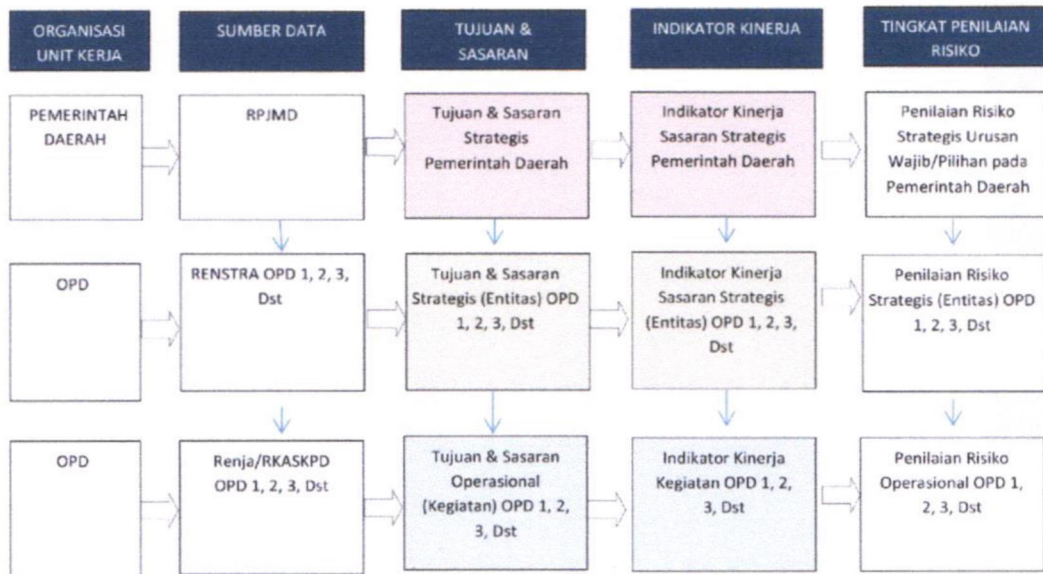 ORGANISASI
UNIT KERJA
SUMBER DATA
TUJUAN &
SASARAN
INDIKATOR KINERJA
TINGKAT PENILAIAN
RISIKO
PEMERINTAH
DAERAH
RPJMD
Tujuan & Sasaran
Strategis
Pemerintah Daerah
Indikator Kinerja
Sasaran Strategis
Pemerintah Daerah
Penilaian Risiko
Strategis Urusan
Wajib/Pilihan pada
Pemerintah Daerah
OPD
RENSTRA OPD 1, 2, 3,
Dst
Tujuan & Sasaran
Strategis (Entitas) OPD
1, 2, 3, Dst
Indikator Kinerja
Sasaran Strategis
(Entitas) OPD 1, 2, 3,
Dst
Penilaian Risiko
Strategis (Entitas) OPD
1, 2, 3, Dst
OPD
Renja/RKASKPD
OPD 1, 2, 3, Dst
Tujuan & Sasaran
Operasional
(Kegiatan) OPD 1, 2,
3, Dst
Indikator Kinerja
Kegiatan OPD 1, 2,
3, Dst
Penilaian Risiko
Operasional OPD 1,
2, 3, Dst